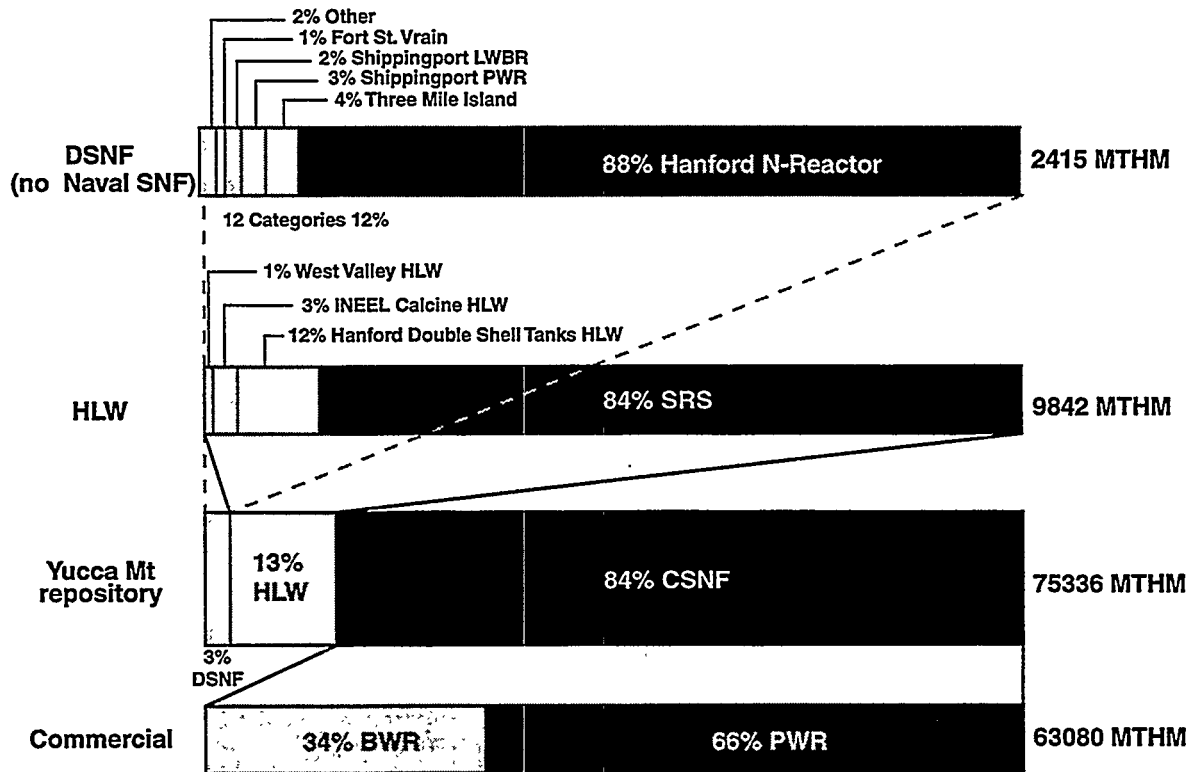 2% Other
1% Fort St. Vrain
2% Shippingport LWBR
3% Shippingport PWR
4% Three Mile Island
DSNF
(no Naval SNF)
88% Hanford N-Reactor
2415 MTHM
12 Categories 12%
1% West Valley HLW
3% INEEL Calcine HLW
12% Hanford Double Shell Tanks HLW
HLW
84% SRS
9842 MTHM
Yucca Mt
repository
13%
HLW
84% CSNF
75336 MTHM
3%
DSNF
Commercial
34% BWR
66% PWR
63080 MTHM